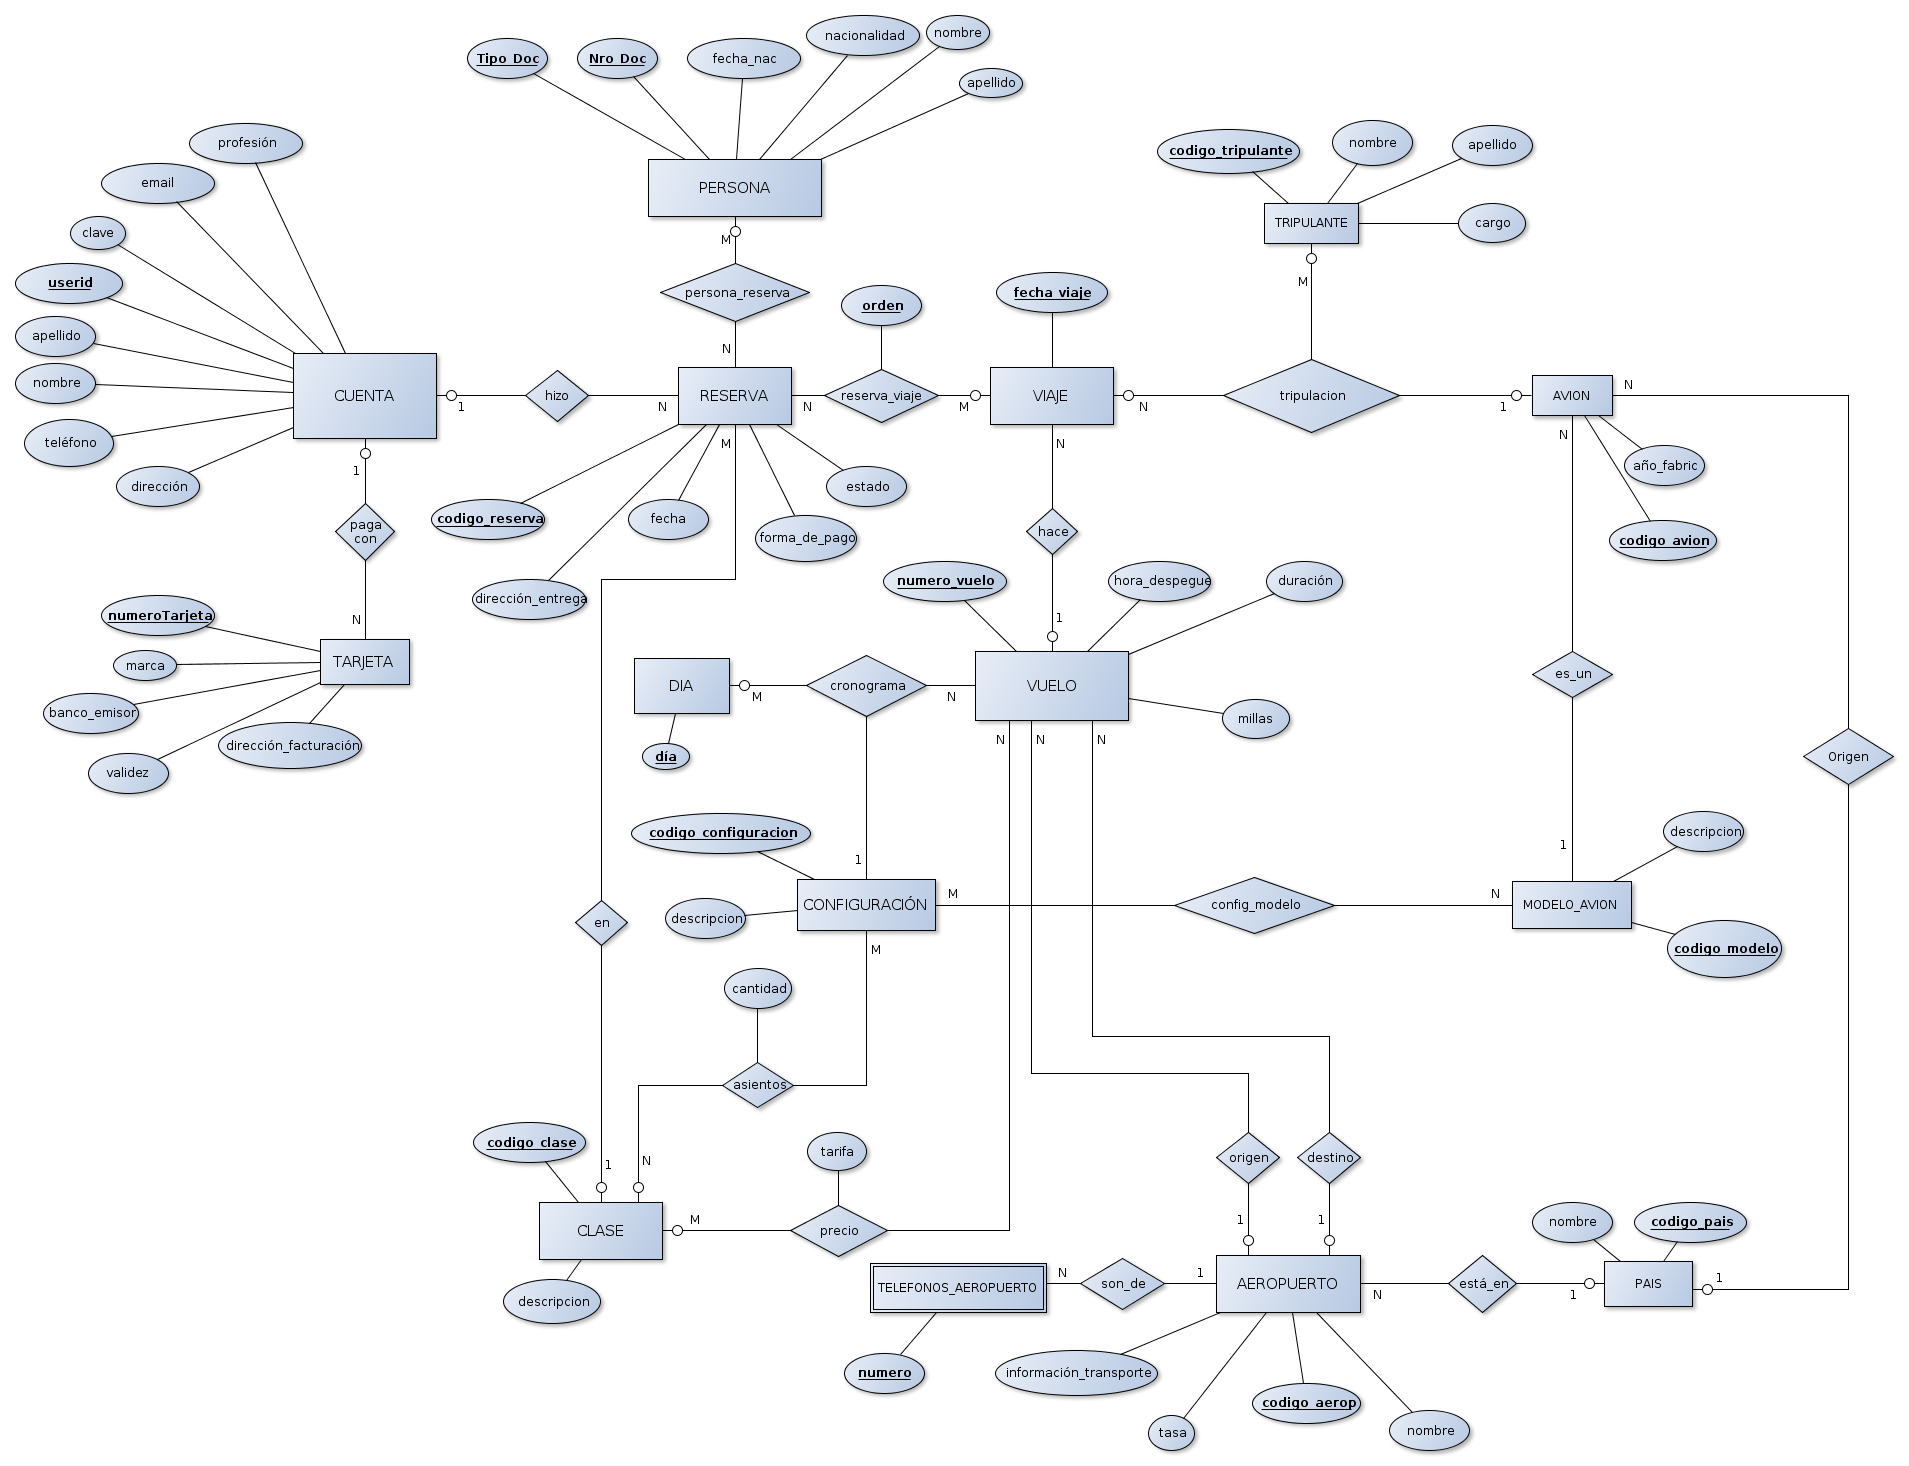 Tipo_Doc
Nro_Doc
fecha_nac
nacionalidad
nombre
apellido
PERSONA
M
persona_reserva
N
profesión
email
clave
userid
apellido
nombre
teléfono
dirección
CUENTA
1
hizo
N
RESERVA
N
orden
reserva_viaje
M
fecha_viaje
VIAJE
N
tripulacion
1
codigo_tripulante
nombre
apellido
TRIPULANTE
cargo
M
AVION
N
N
año_fabric
codigo_avion
1
paga
con
N
M
codigo_reserva
fecha
dirección_entrega
forma_de_pago
estado
N
hace
1
numero_vuelo
hora_despegue
duración
numeroTarjeta
marca
banco_emisor
validez
dirección_facturación
TARJETA
DIA
día
M
cronograma
N
VUELO
millas
N
N
N
es_un
Origen
1
codigo_configuracion
descripcion
1
CONFIGURACIÓN
M
config_modelo
N
MODELO_AVION
descripcion
codigo_modelo
en
M
cantidad
asientos
codigo_clase
1
N
CLASE
descripcion
M
tarifa
precio
origen
destino
1
1
TELEFONOS_AEROPUERTO
N
son_de
1
AEROPUERTO
N
está_en
1
nombre
codigo_pais
PAIS
1
numero
información_transporte
tasa
codigo_aerop
nombre